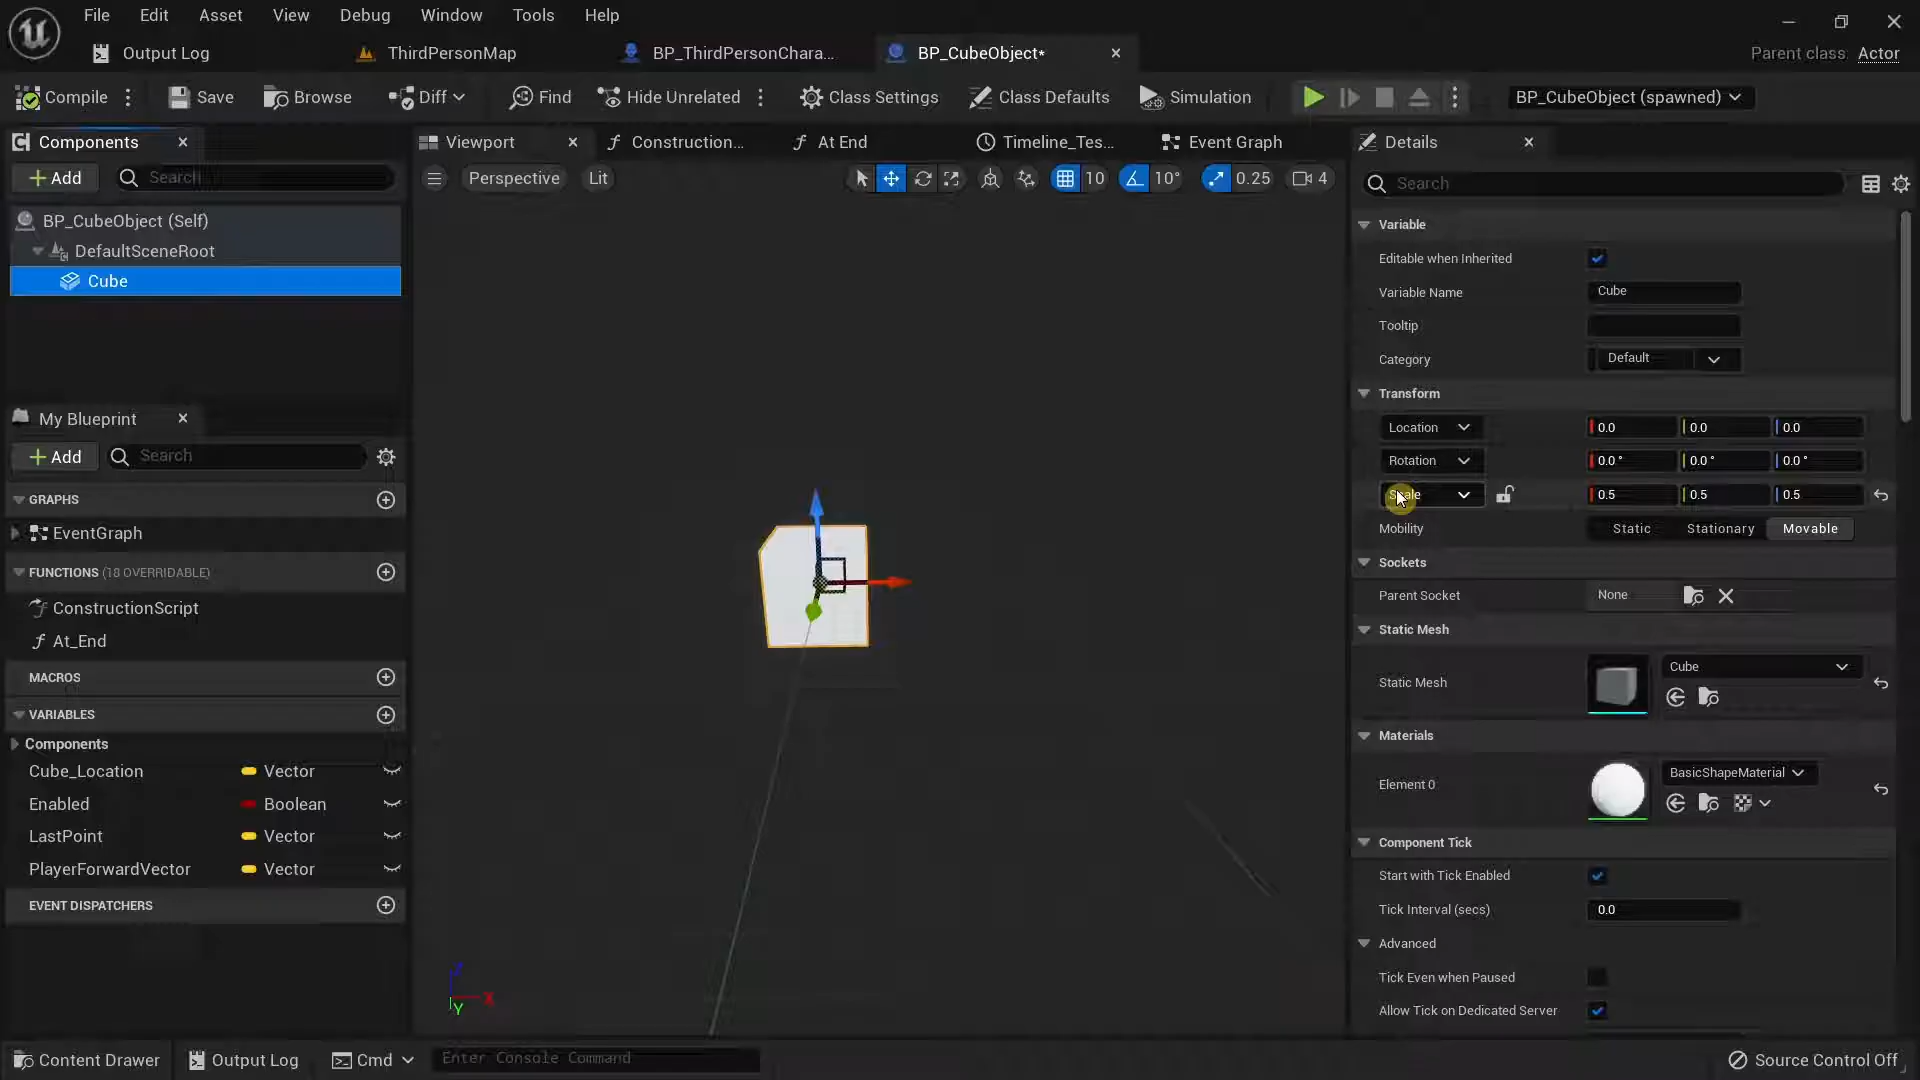 File Edit Asset View Debug Window Tools Help
Output Log ThirdPersonMap BP_ThirdPersonChara... BP_CubeObject* Parent class Actor
Compile Save Browse Diff Find Hide Unrelated Class Settings Class Defaults Simulation BP_CubeObject (spawned)
Components Viewport Construction... At End Timeline_Tes... Event Graph Details
Add Search Perspective Lit 10 10° 0.25 4 Search
BP_CubeObject (Self)
DefaultSceneRoot
Cube
My Blueprint
Add Search
GRAPHS
EventGraph
FUNCTIONS (18 OVERRIDABLE)
ConstructionScript
At_End
MACROS
VARIABLES
Components
Cube_Location Vector
Enabled Boolean
LastPoint Vector
PlayerForwardVector Vector
EVENT DISPATCHERS
Z
X
Y
Variable
Editable when Inherited
Variable Name Cube
Tooltip
Category Default
Transform
Location 0.0 0.0 0.0
Rotation 0.0° 0.0° 0.0°
Scale 0.5 0.5 0.5
Mobility Static Stationary Movable
Sockets
Parent Socket None
Static Mesh
Static Mesh Cube
Materials
Element 0 BasicShapeMaterial
Component Tick
Start with Tick Enabled
Tick Interval (secs) 0.0
Advanced
Tick Even when Paused
Allow Tick on Dedicated Server
Content Drawer Output Log Cmd Enter Console Command Source Control Off